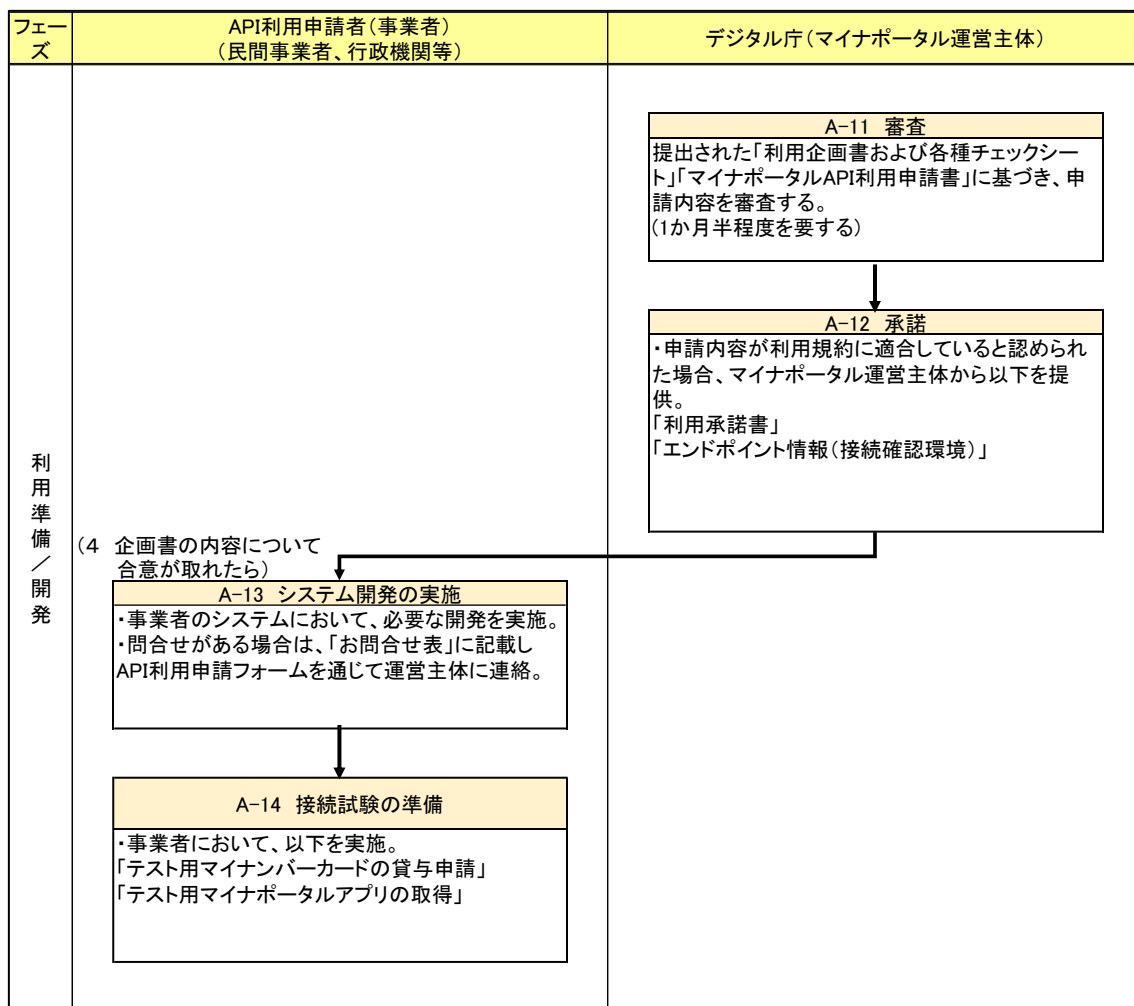 フェー
ズ
API利用申請者(事業者)
(民間事業者、行政機関等)
デジタル庁(マイナポータル運営主体)
A-11 審査
提出された「利用企画書および各種チェックシー
ト」「マイナポータルAPI利用申請書」に基づき、申
請内容を審査する。
(1か月半程度を要する)
A-12 承諾
・申請内容が利用規約に適合していると認められ
た場合、マイナポータル運営主体から以下を提
供。
「利用承諾書」
「エンドポイント情報(接続確認環境)」
利用準備/開発
(4 企画書の内容について
合意が取れたら)
A-13 システム開発の実施
・事業者のシステムにおいて、必要な開発を実施。
・問合せがある場合は、「お問合せ表」に記載し
API利用申請フォームを通じて運営主体に連絡。
A-14 接続試験の準備
・事業者において、以下を実施。
「テスト用マイナンバーカードの貸与申請」
「テスト用マイナポータルアプリの取得」